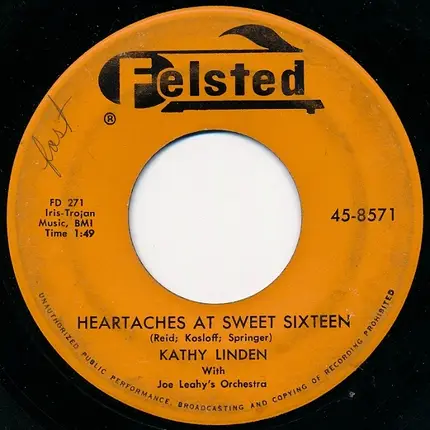 Felsted
®
fast
FD 271
Iris-Trojan
Music, BMI
Time 1:49
45-8571
HEARTACHES AT SWEET SIXTEEN
(Reid; Kosloff; Springer)
KATHY LINDEN
With
Joe Leahy's Orchestra
UNAUTHORIZED PUBLIC PERFORMANCE, BROADCASTING AND COPYING OF RECORDING PROHIBITED